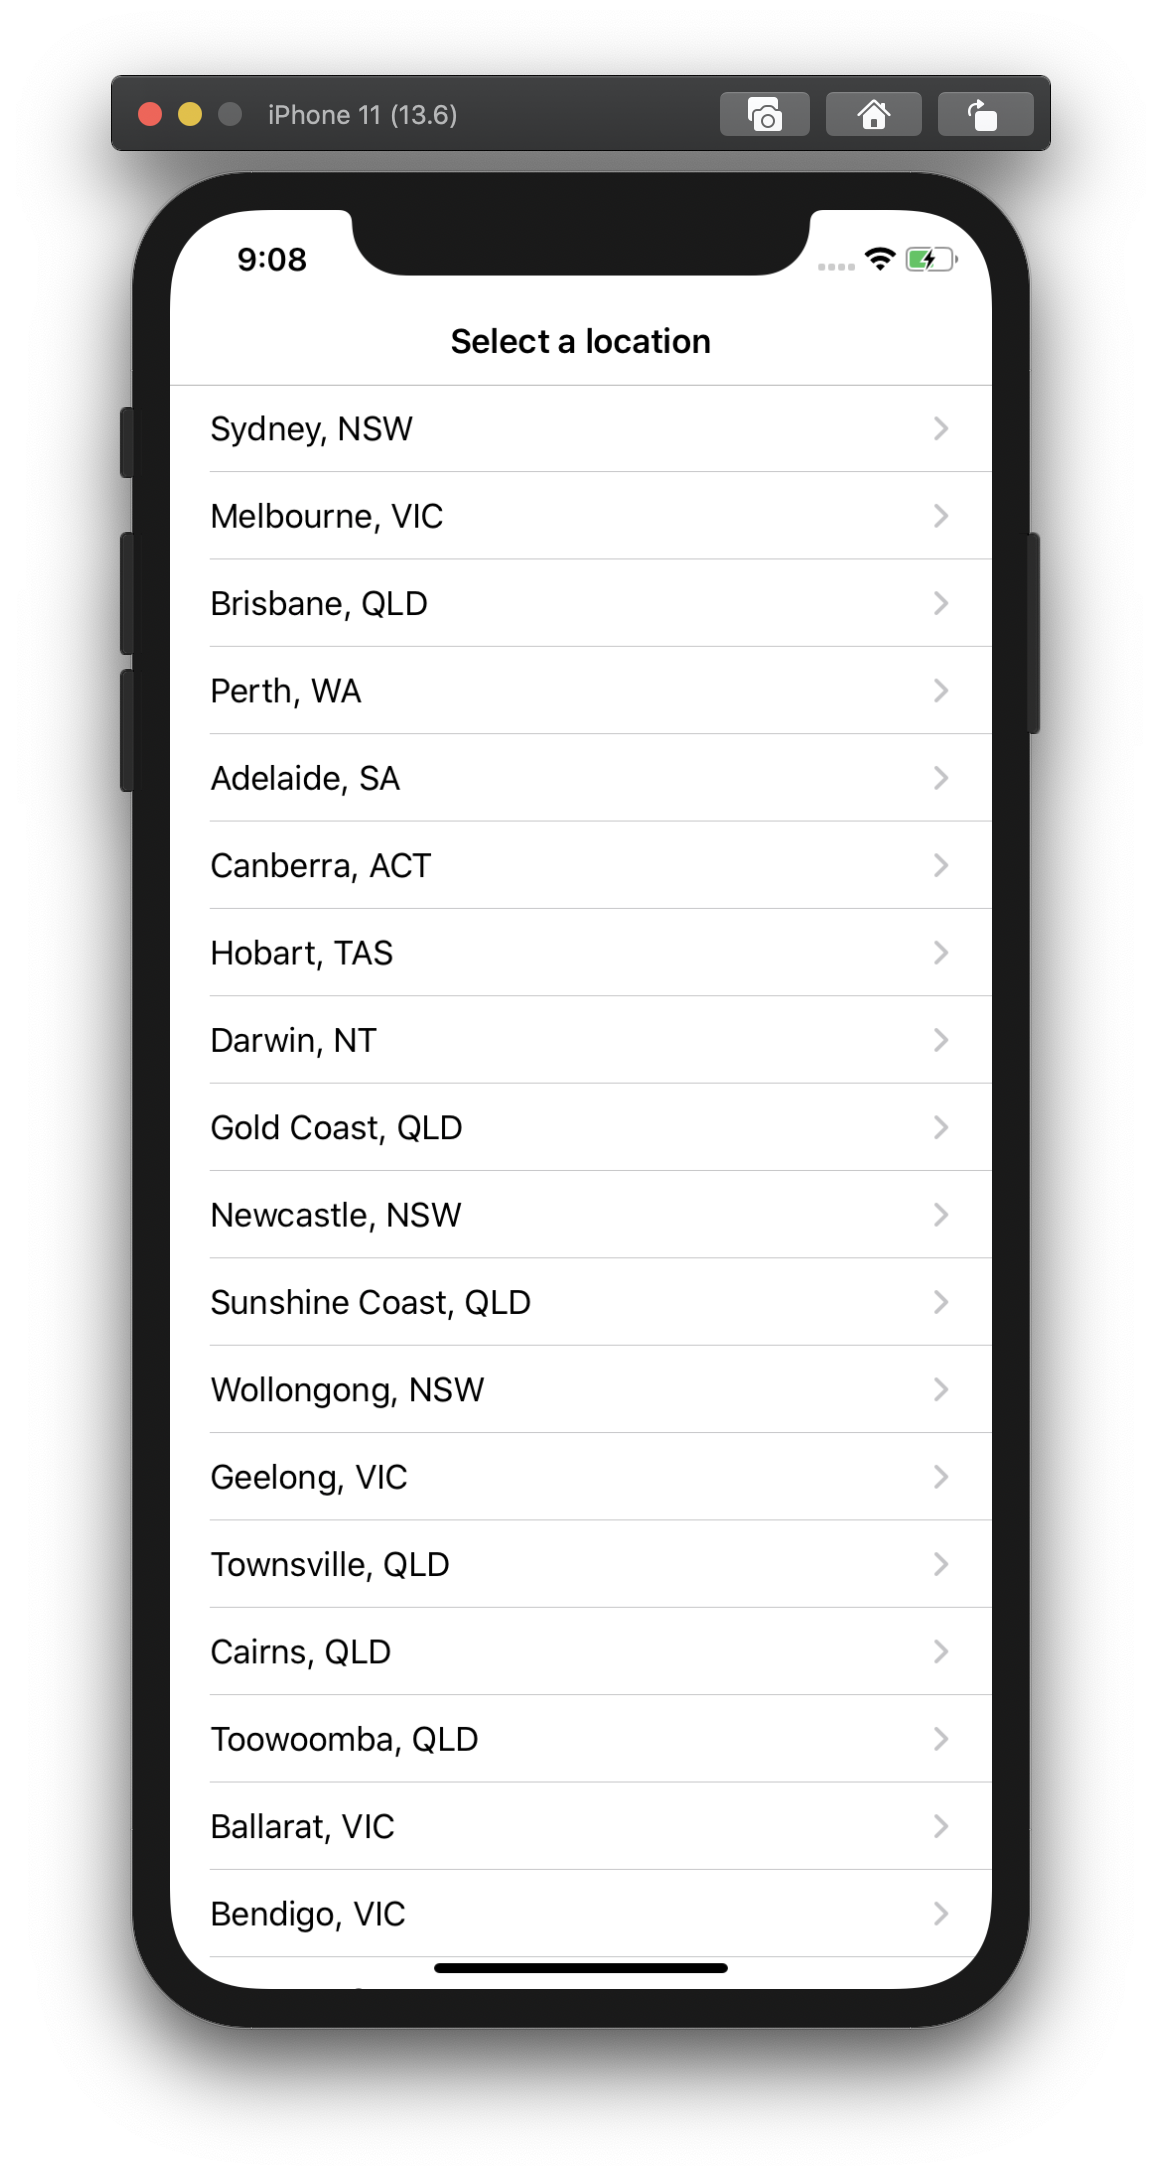 iPhone 11 (13.6)
9:08
Select a location
Sydney, NSW
Melbourne, VIC
Brisbane, QLD
Perth, WA
Adelaide, SA
Canberra, ACT
Hobart, TAS
Darwin, NT
Gold Coast, QLD
Newcastle, NSW
Sunshine Coast, QLD
Wollongong, NSW
Geelong, VIC
Townsville, QLD
Cairns, QLD
Toowoomba, QLD
Ballarat, VIC
Bendigo, VIC